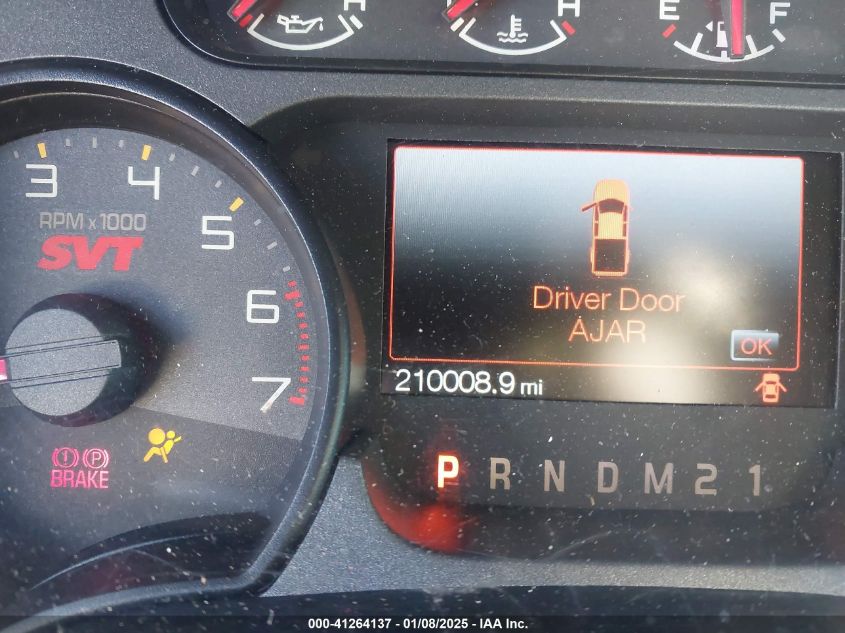 H H E F
3 4 5 6 7
RPM x 1000
SVT
Driver Door
AJAR
OK
210008.9 mi
(!) (P)
BRAKE
P R N D M 2 1
000-41264137 - 01/08/2025 - IAA Inc.